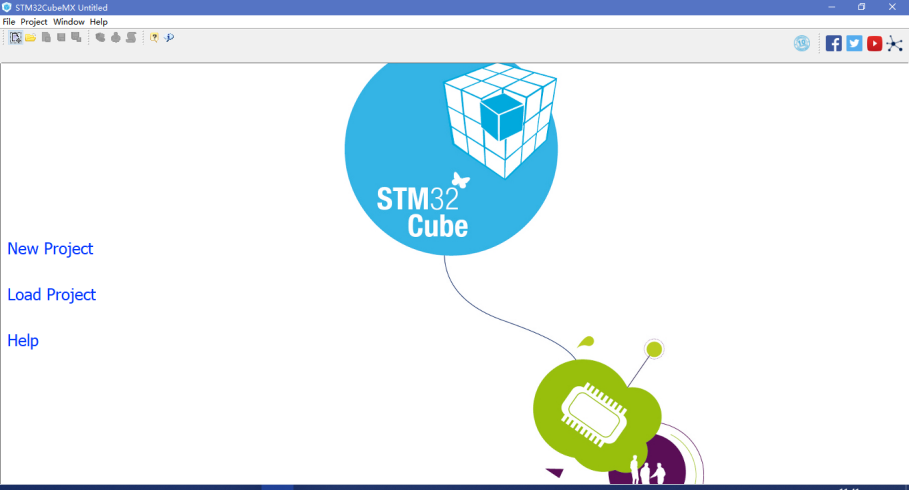 STM32CubeMX Untitled
File Project Window Help
STM32
Cube
New Project
Load Project
Help